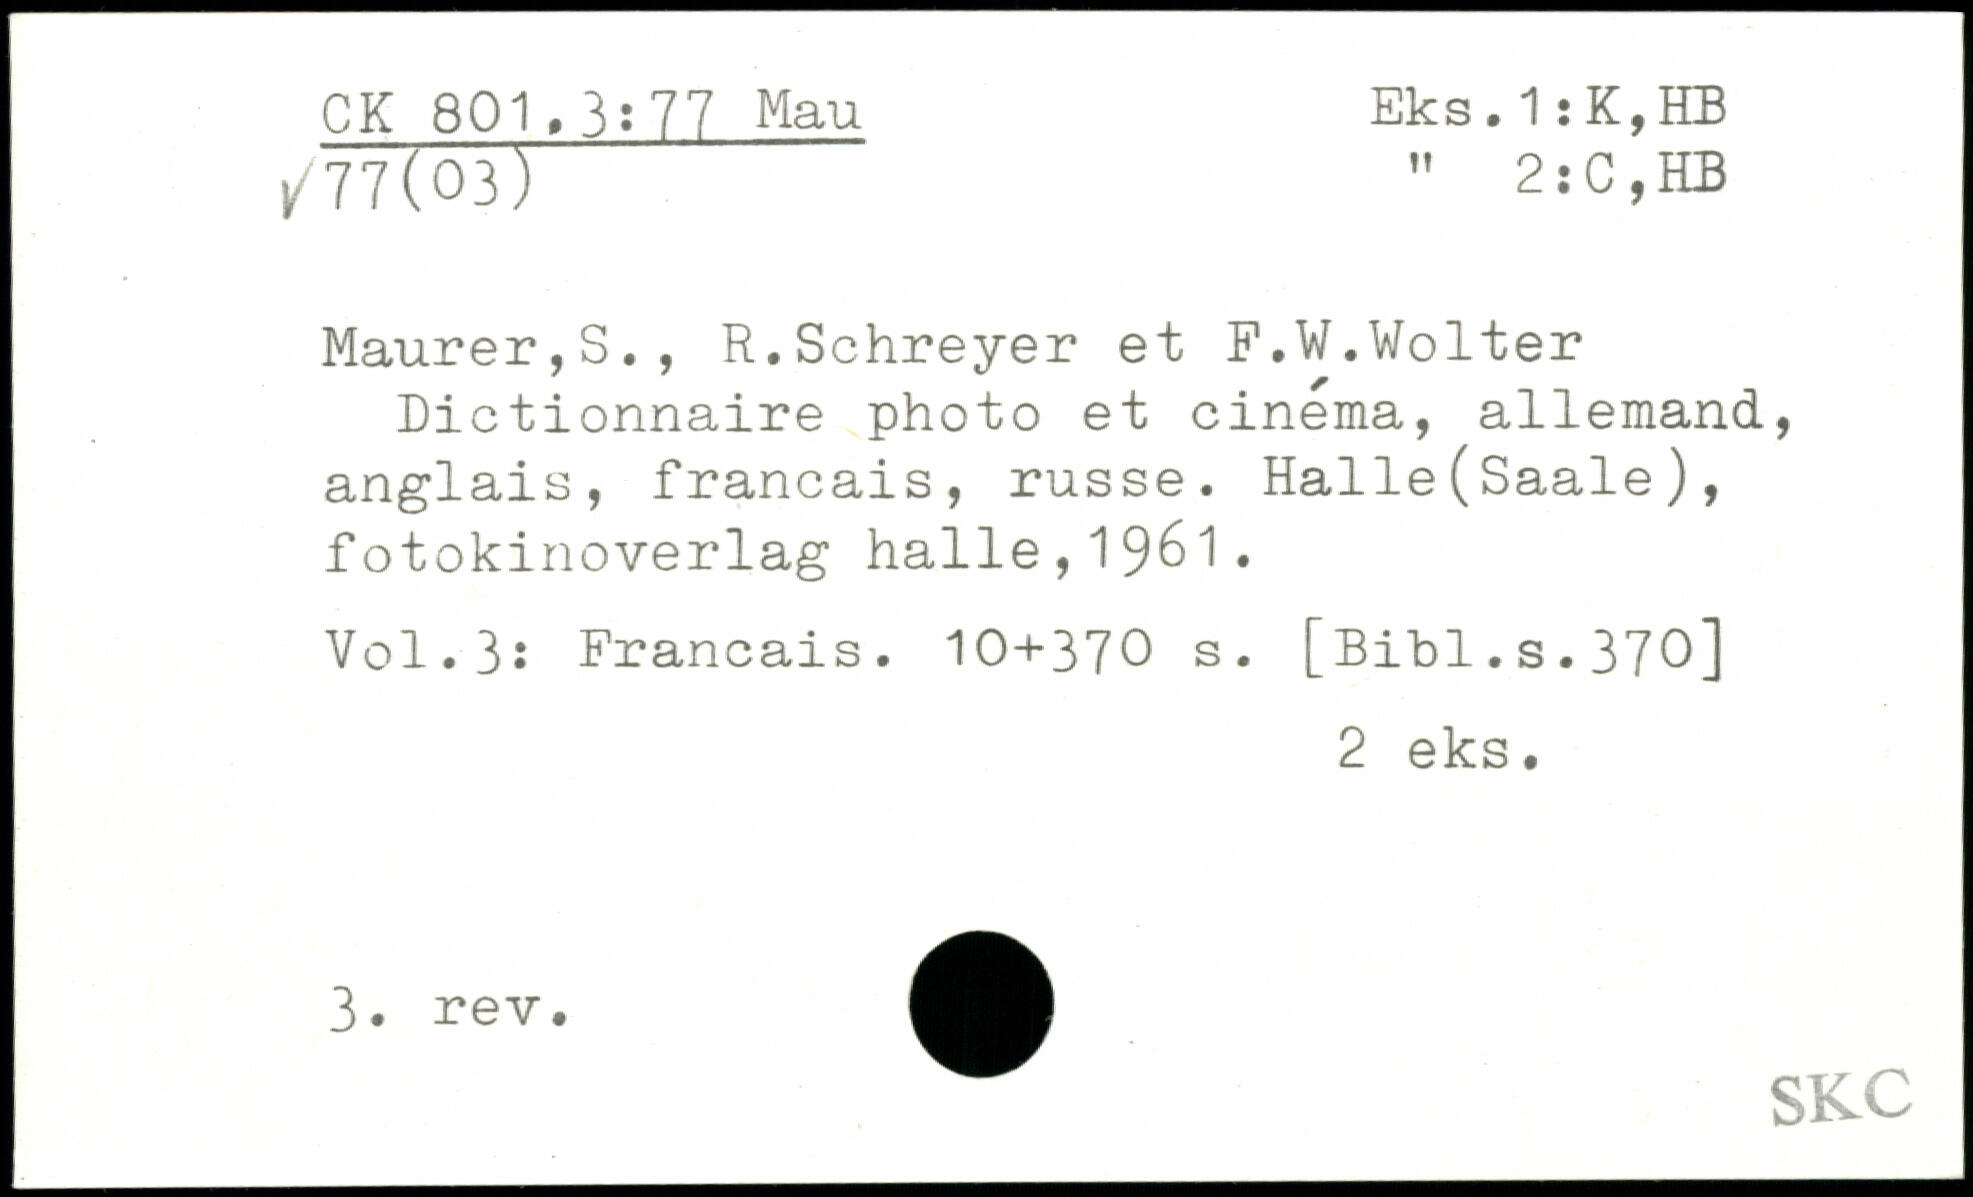 CK 801.3:77 Mau
Eks.1:K,HB
√77(03)
" 2:C,HB
Maurer,S., R.Schreyer et F.W.Wolter
Dictionnaire photo et cinéma, allemand,
anglais, francais, russe. Halle(Saale),
fotokinoverlag halle,1961.
Vol.3: Francais. 10+370 s. [Bibl.s.370]
2 eks.
3. rev.
SKC